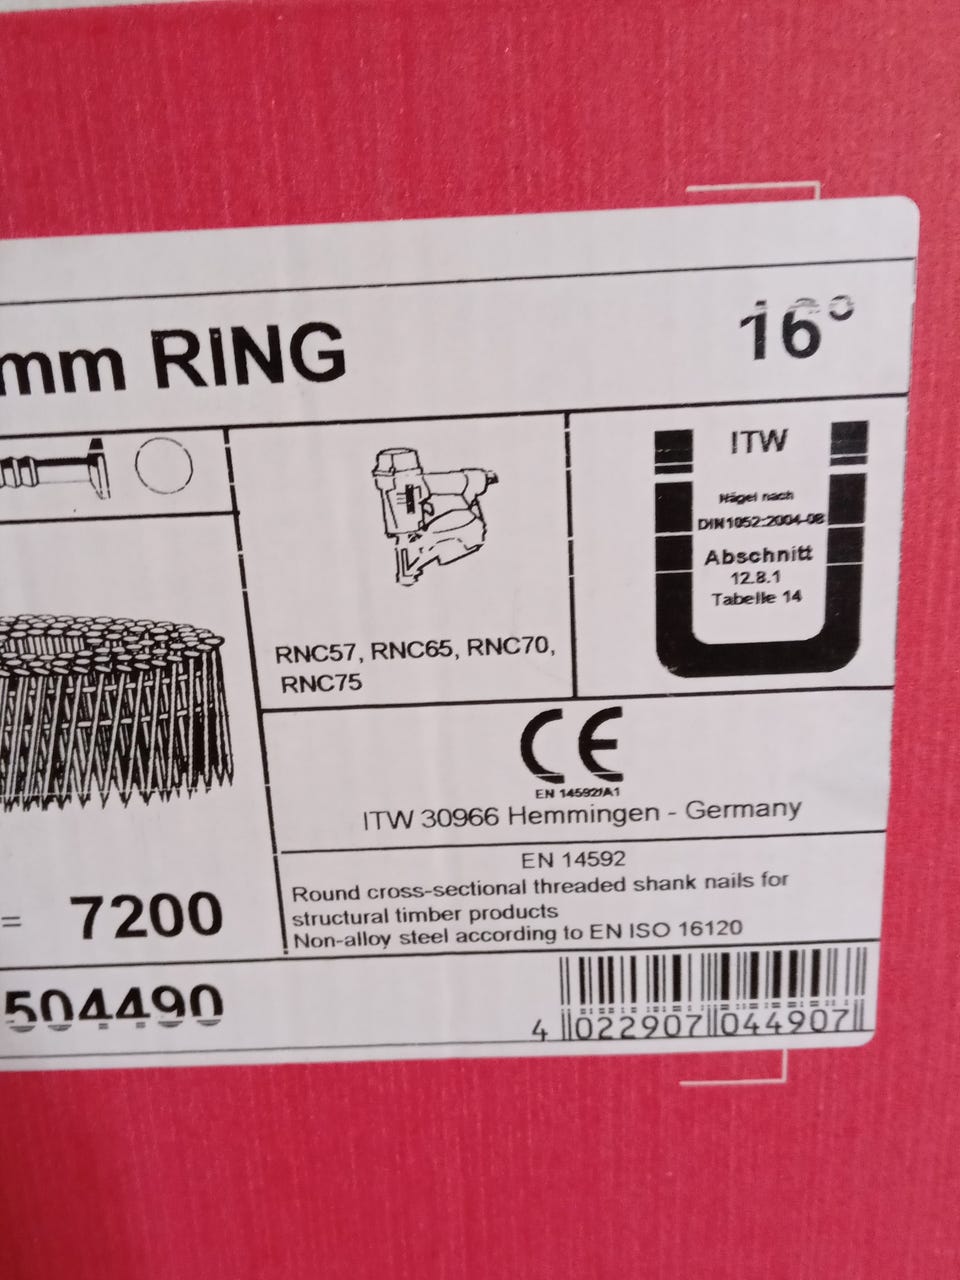 mm RING
16°
ITW
Nägel nach
DIN1052:2004-08
Abschnitt
12.8.1
Tabelle 14
RNC57, RNC65, RNC70,
RNC75
CE
EN 14592/A1
ITW 30966 Hemmingen - Germany
EN 14592
Round cross-sectional threaded shank nails for
structural timber products
Non-alloy steel according to EN ISO 16120
= 7200
504490
4 022907 044907